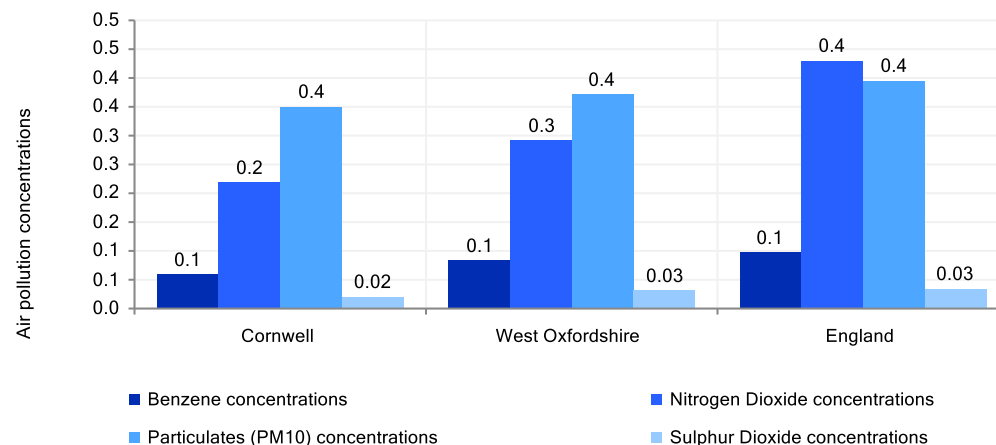 Air pollution concentrations
0.5
0.5
0.4
0.4
0.3
0.3
0.2
0.2
0.1
0.1
0.0
0.1
0.2
0.4
0.02
0.1
0.3
0.4
0.03
0.1
0.4
0.4
0.03
Cornwell
West Oxfordshire
England
Benzene concentrations
Nitrogen Dioxide concentrations
Particulates (PM10) concentrations
Sulphur Dioxide concentrations